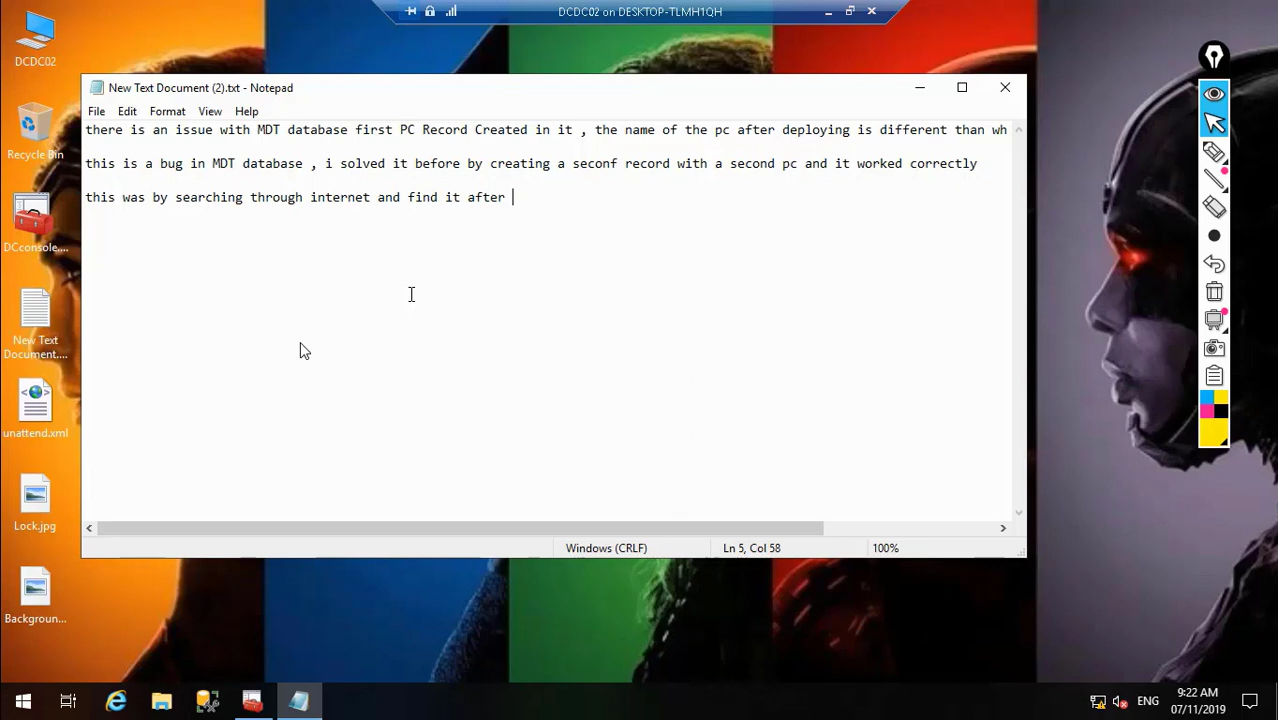 DCDC02 on DESKTOP-TLMH1QH
DCDC02
Recycle Bin
DCconsole....
New Text
Document....
unattend.xml
Lock.jpg
Backgroun...
New Text Document (2).txt - Notepad
File Edit Format View Help
there is an issue with MDT database first PC Record Created in it , the name of the pc after deploying is different than wh
this is a bug in MDT database , i solved it before by creating a seconf record with a second pc and it worked correctly
this was by searching through internet and find it after
Windows (CRLF) Ln 5, Col 58 100%
ENG
9:22 AM
07/11/2019